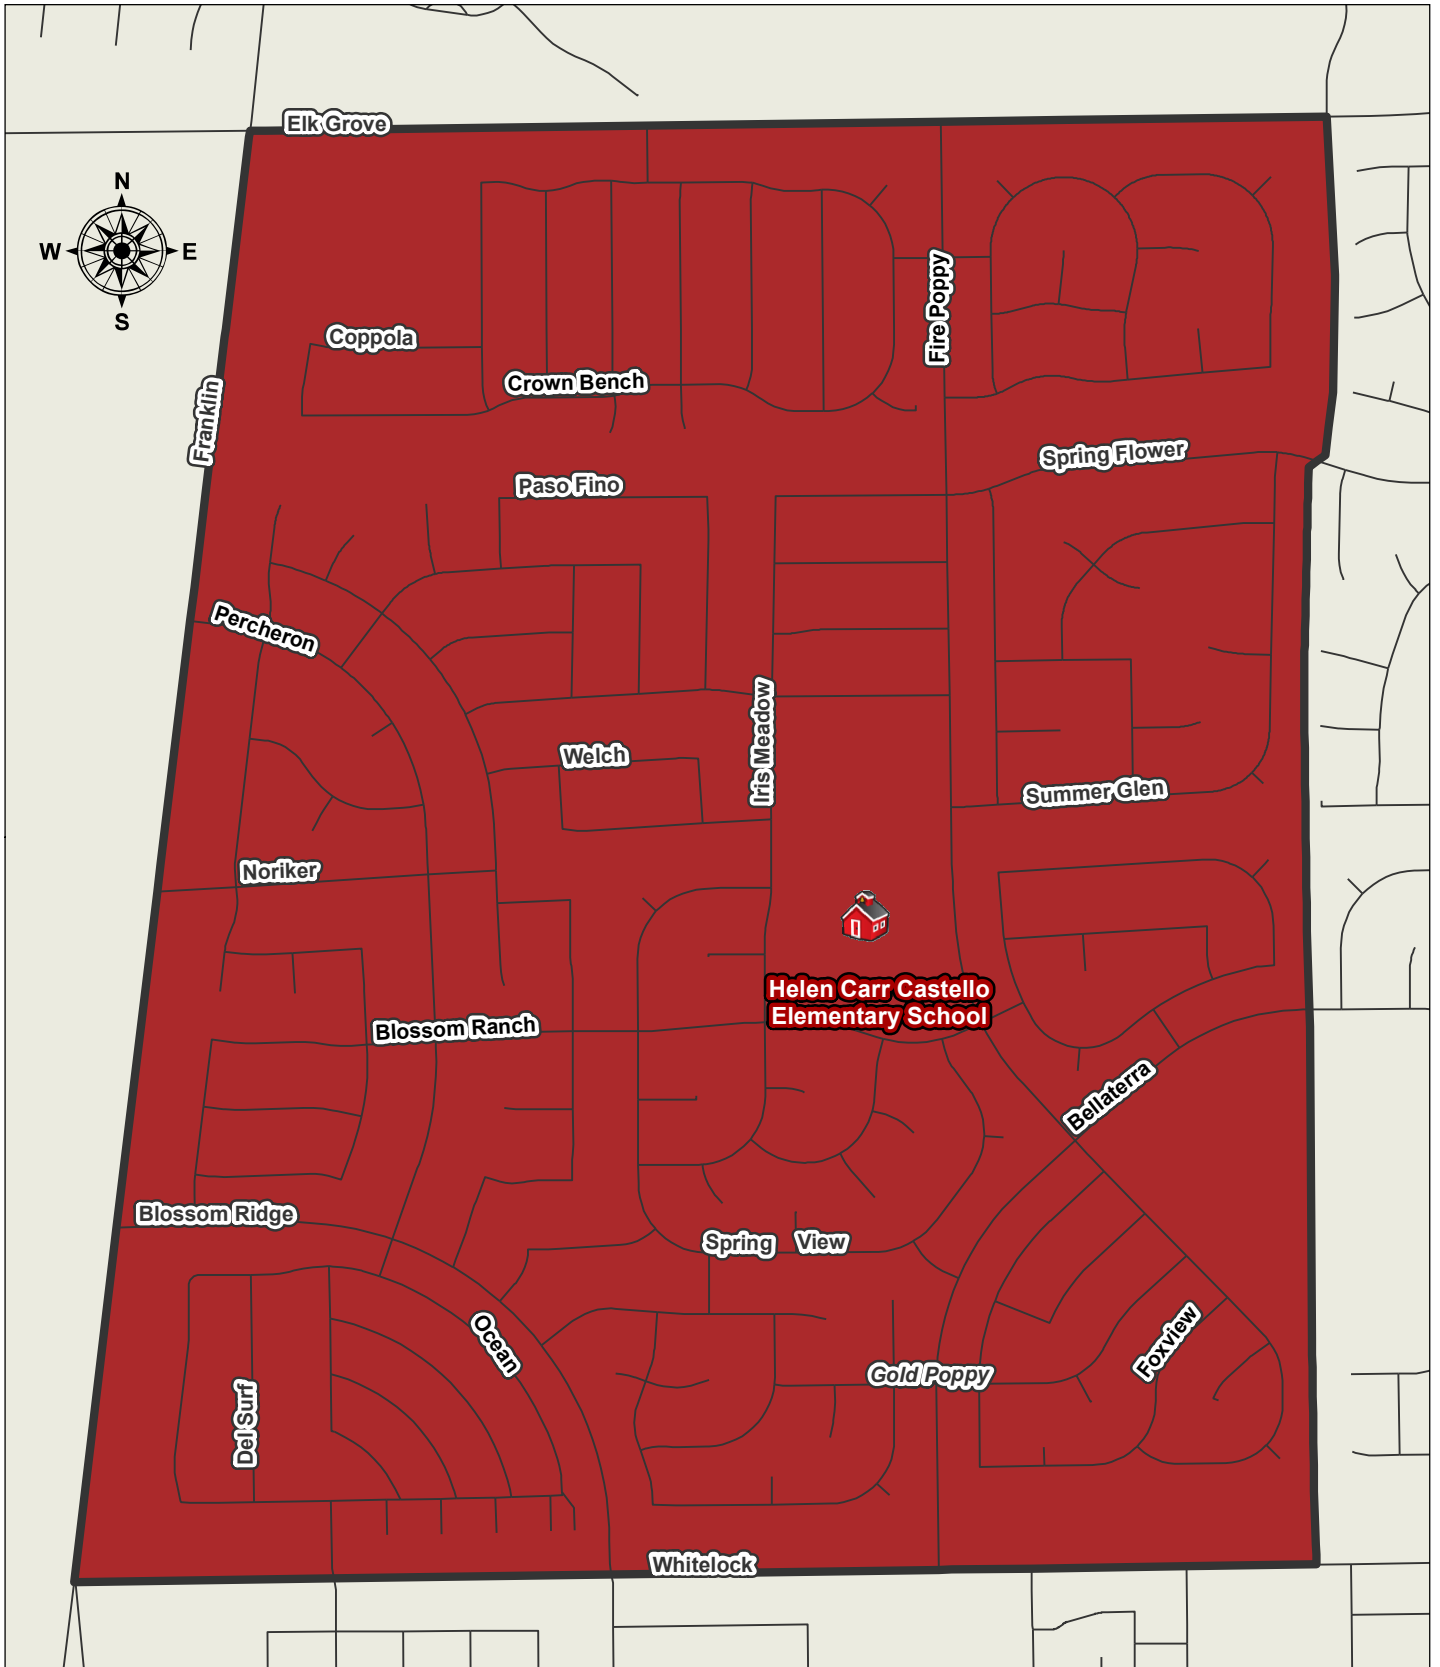 Elk Grove
N
W
E
S
Fire Poppy
Coppola
Crown Bench
Franklin
Spring Flower
Paso Fino
Percheron
Iris Meadow
Welch
Summer Glen
Noriker
Helen Carr Castello
Elementary School
Blossom Ranch
Bellaterra
Blossom Ridge
Spring View
Ocean
Foxview
Gold Poppy
Del Surf
Whitelock